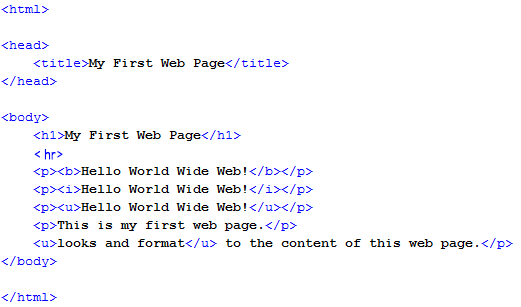 <html>
<head>
<title>My First Web Page</title>
</head>
<body>
<h1>My First Web Page</h1>
<hr>
<p><b>Hello World Wide Web!</b></p>
<p><i>Hello World Wide Web!</i></p>
<p><u>Hello World Wide Web!</u></p>
<p>This is my first web page.</p>
<u>looks and format</u> to the content of this web page.</p>
</body>
</html>